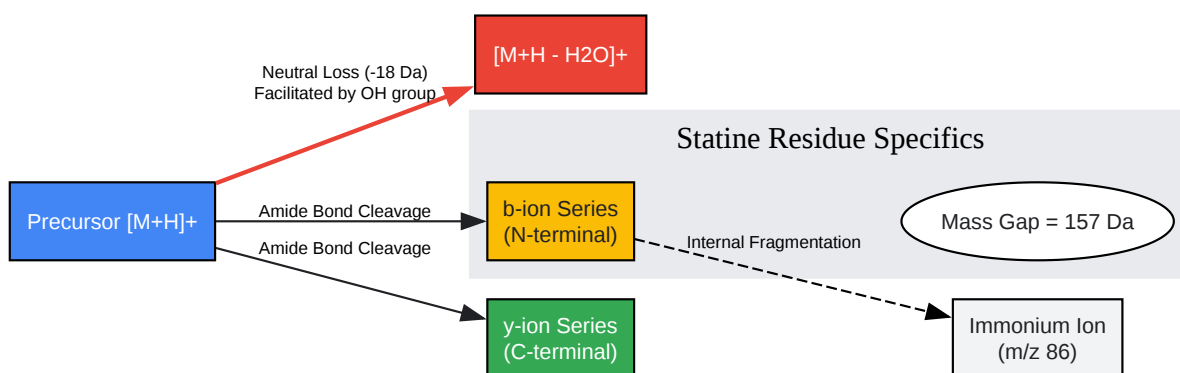 [M+H - H2O]+
Neutral Loss (-18 Da)
Facilitated by OH group
Statine Residue Specifics
Precursor [M+H]+
Amide Bond Cleavage
b-ion Series
(N-terminal)
Mass Gap = 157 Da
Amide Bond Cleavage
Internal Fragmentation
y-ion Series
(C-terminal)
Immonium Ion
(m/z 86)